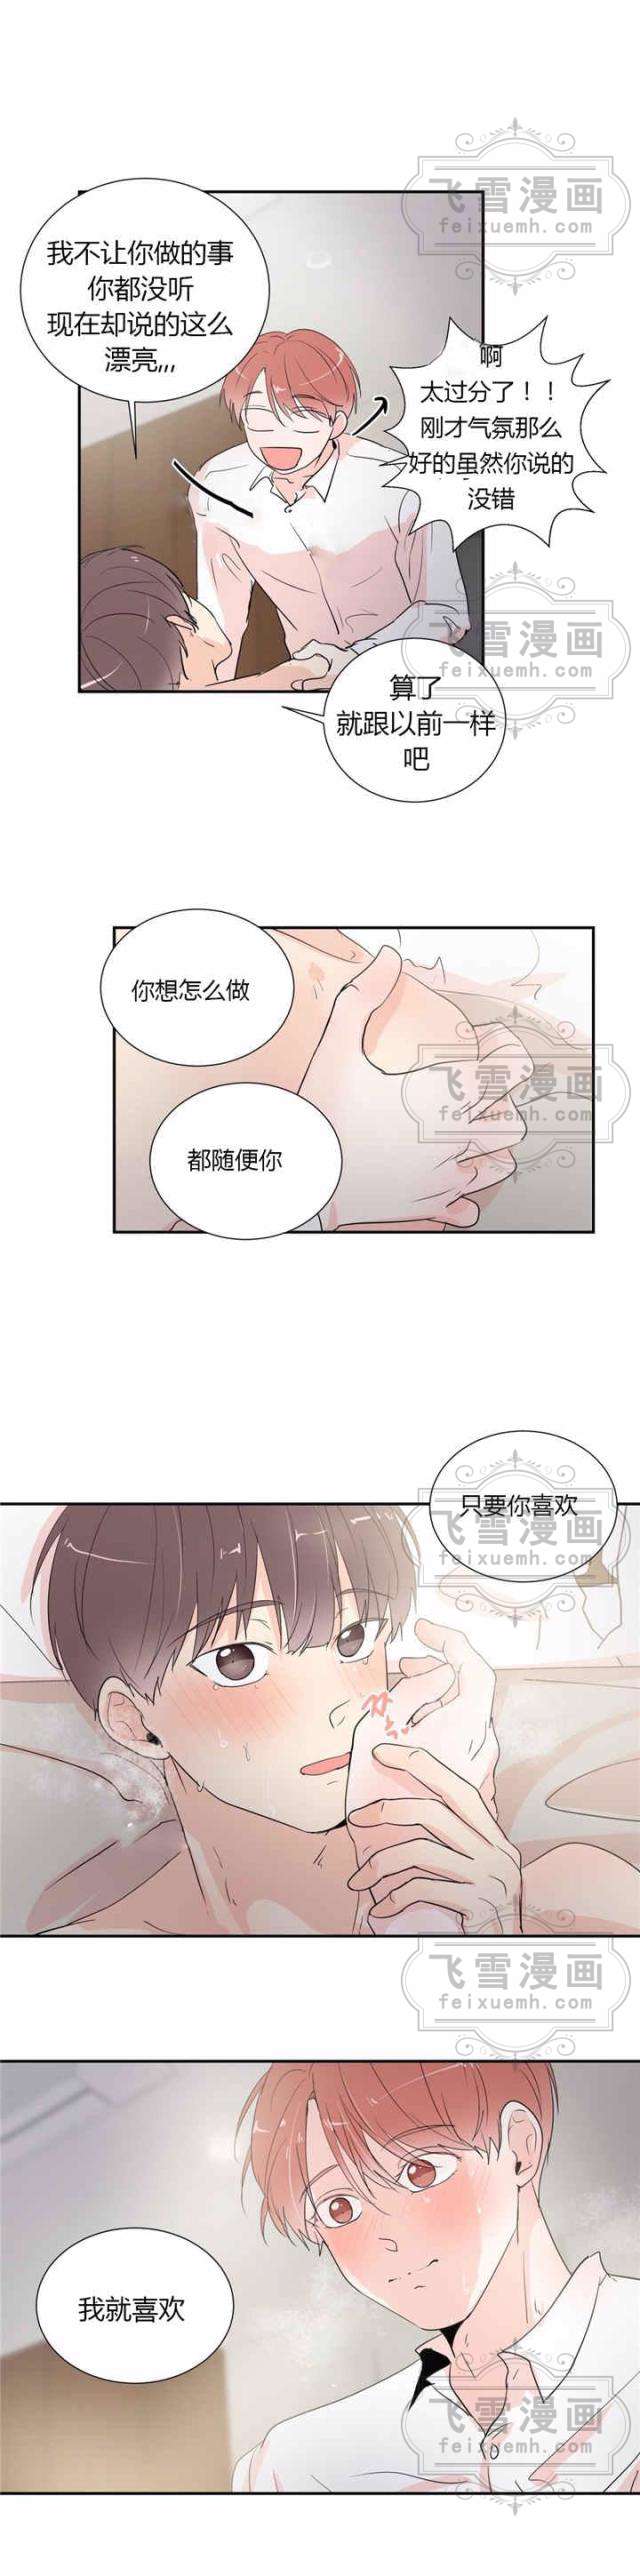 飞雪漫画
feixuemh.com
我不让你做的事
你都没听
现在却说的这么
漂亮,,,
啊
太过分了！！
刚才气氛那么
好的虽然你说的
没错
飞雪漫画
feixuemh.com
算了
就跟以前一样
吧
你想怎么做
飞雪漫画
feixuemh.com
都随便你
只要你喜欢
飞雪漫画
feixuemh.com
飞雪漫画
feixuemh.com
我就喜欢
飞雪漫画
feixuemh.com